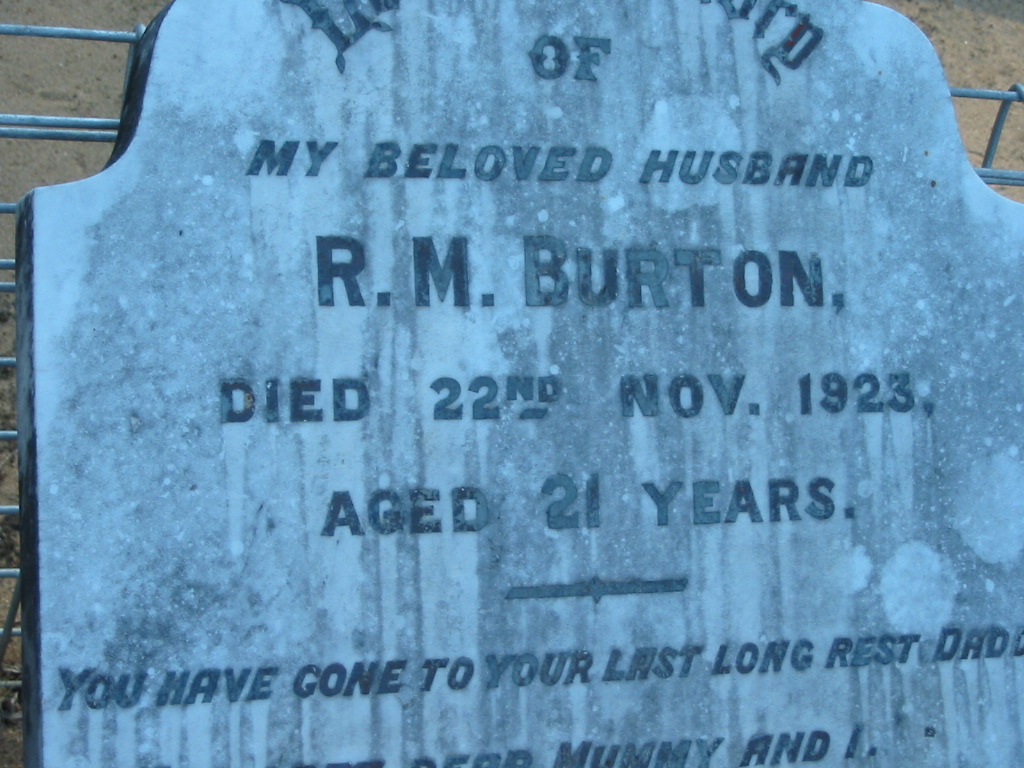 OF
MY BELOVED HUSBAND
R. M. BURTON.
DIED 22ND NOV. 1923.
AGED 21 YEARS.
YOU HAVE GONE TO YOUR LAST LONG REST
DEAR MUMMY AND I.